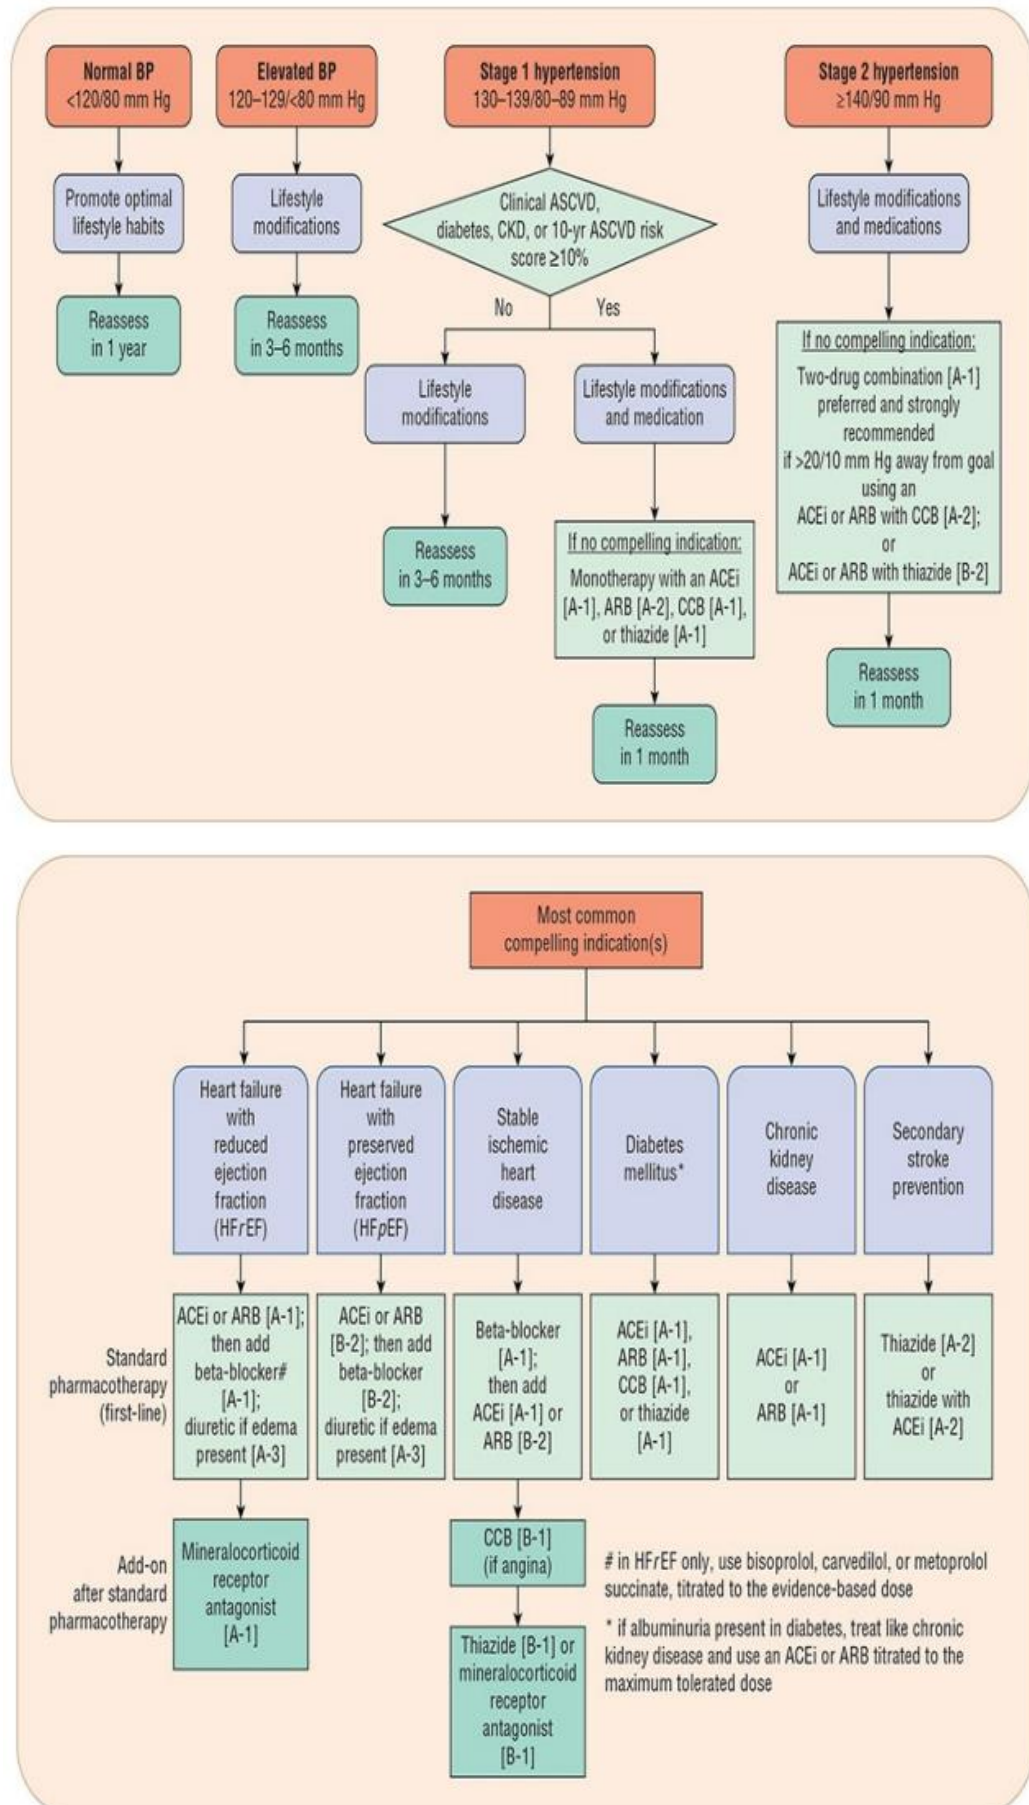 Normal BP
<120/80 mm Hg
Promote optimal
lifestyle habits
Reassess
in 1 year
Elevated BP
120–129/<80 mm Hg
Lifestyle
modifications
Reassess
in 3–6 months
Stage 1 hypertension
130–139/80–89 mm Hg
Clinical ASCVD,
diabetes, CKD, or 10-yr ASCVD risk
score ≥10%
No
Yes
Lifestyle
modifications
Reassess
in 3–6 months
Lifestyle modifications
and medication
If no compelling indication:
Monotherapy with an ACEi
[A-1], ARB [A-2], CCB [A-1],
or thiazide [A-1]
Reassess
in 1 month
Stage 2 hypertension
≥140/90 mm Hg
Lifestyle modifications
and medications
If no compelling indication:
Two-drug combination [A-1]
preferred and strongly
recommended
if >20/10 mm Hg away from goal
using an
ACEi or ARB with CCB [A-2];
or
ACEi or ARB with thiazide [B-2]
Reassess
in 1 month
Most common
compelling indication(s)
Heart failure
with
reduced
ejection
fraction
(HFrEF)
Heart failure
with
preserved
ejection
fraction
(HFpEF)
Stable
ischemic
heart
disease
Diabetes
mellitus*
Chronic
kidney
disease
Secondary
stroke
prevention
Standard
pharmacotherapy
(first-line)
ACEi or ARB [A-1];
then add
beta-blocker#
[A-1];
diuretic if edema
present [A-3]
ACEi or ARB
[B-2]; then add
beta-blocker
[B-2];
diuretic if edema
present [A-3]
Beta-blocker
[A-1];
then add
ACEi [A-1] or
ARB [B-2]
ACEi [A-1],
ARB [A-1],
CCB [A-1],
or thiazide
[A-1]
ACEi [A-1]
or
ARB [A-1]
Thiazide [A-2]
or
thiazide with
ACEi [A-2]
Add-on
after standard
pharmacotherapy
Mineralocorticoid
receptor
antagonist
[A-1]
CCB [B-1]
(if angina)
Thiazide [B-1] or
mineralocorticoid
receptor
antagonist
[B-1]
# in HFrEF only, use bisoprolol, carvedilol, or metoprolol
succinate, titrated to the evidence-based dose
* if albuminuria present in diabetes, treat like chronic
kidney disease and use an ACEi or ARB titrated to the
maximum tolerated dose